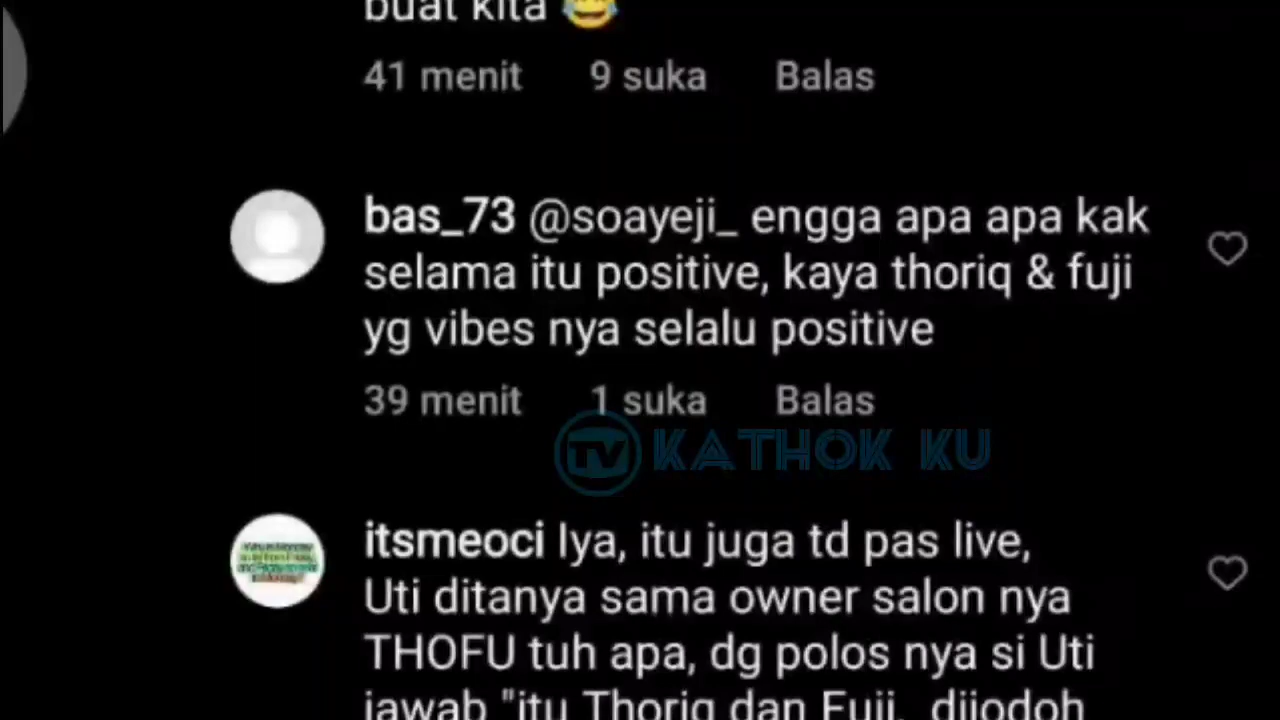 buat kita 😂
41 menit 9 suka Balas
bas_73 @soayeji_ engga apa apa kak
selama itu positive, kaya thoriq & fuji
yg vibes nya selalu positive
39 menit 1 suka Balas
TV KATHOK KU
itsmeoci Iya, itu juga td pas live,
Uti ditanya sama owner salon nya
THOFU tuh apa, dg polos nya si Uti
jawab "itu Thoriq dan Fuji, dijodoh